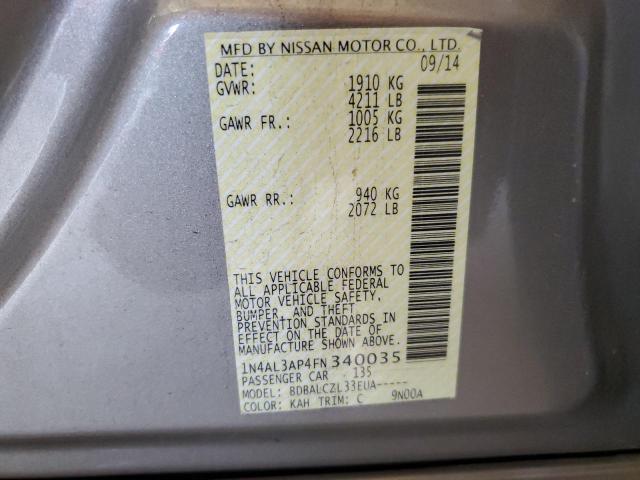 MFD BY NISSAN MOTOR CO., LTD.
DATE: 09/14
GVWR: 1910 KG
4211 LB
GAWR FR.: 1005 KG
2216 LB
GAWR RR.: 940 KG
2072 LB
THIS VEHICLE CONFORMS TO
ALL APPLICABLE FEDERAL
MOTOR VEHICLE SAFETY,
BUMPER, AND THEFT
PREVENTION STANDARDS IN
EFFECT ON THE DATE OF
MANUFACTURE SHOWN ABOVE.
1N4AL3AP4FN340035
PASSENGER CAR 135
MODEL: BDBALCZL33EUA-----
COLOR: KAH TRIM: C 9N00A